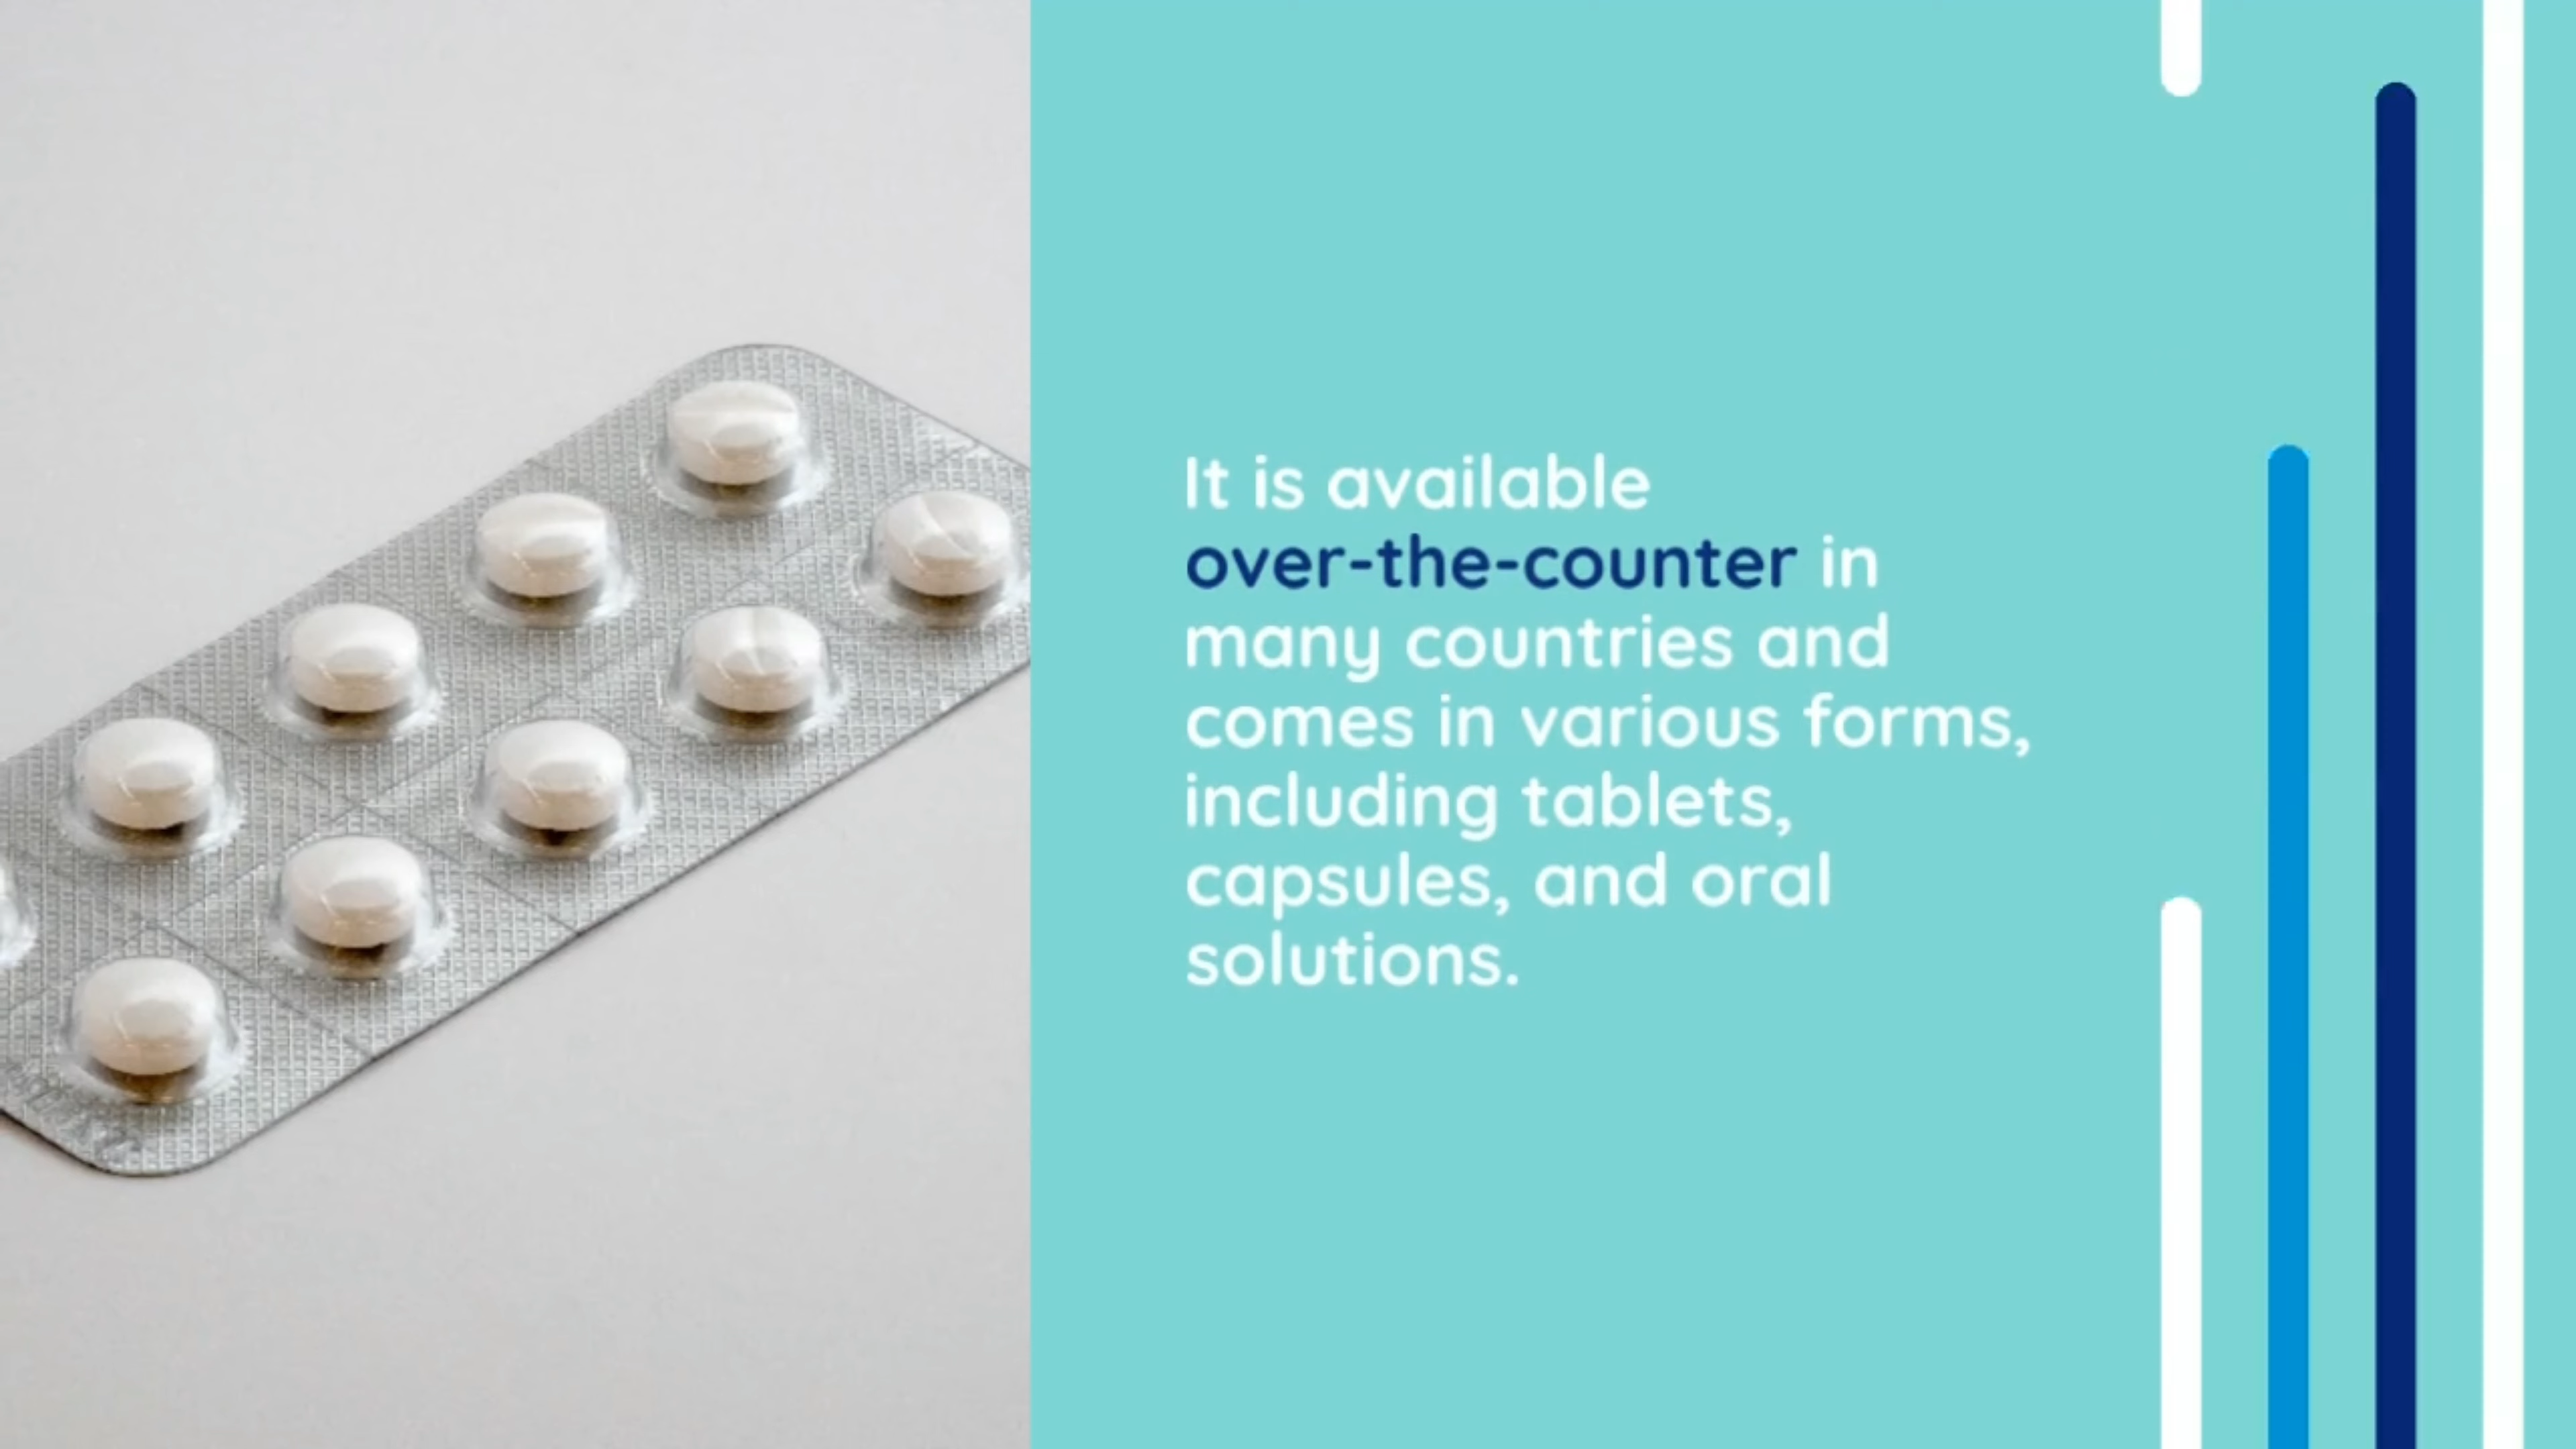 It is available
over-the-counter in
many countries and
comes in various forms,
including tablets,
capsules, and oral
solutions.